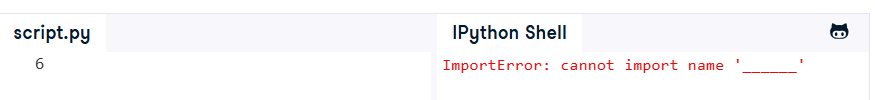 script.py
IPython Shell
6
ImportError: cannot import name '______'